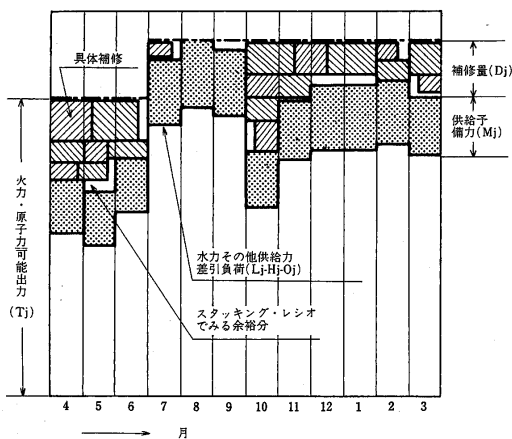 具体補修
補修量(Dj)
供給予
備力(Mj)
火力・原子力可能出力
(Tj)
水力その他供給力
差引負荷(Lj-Hj-Oj)
スタッキング・レシオ
でみる余裕分
4 5 6 7 8 9 10 11 12 1 2 3
月